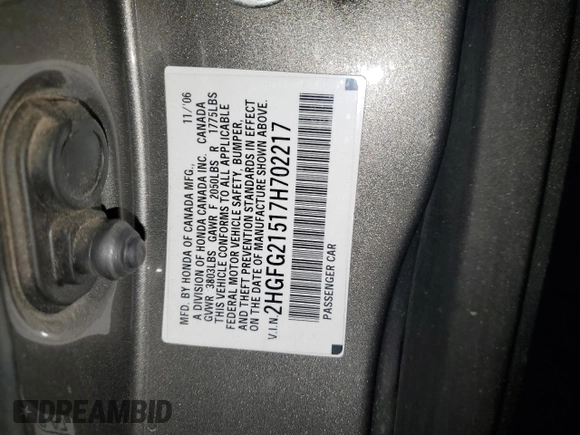 MFD. BY HONDA OF CANADA MFG., 11/'06
A DIVISION OF HONDA CANADA INC. CANADA
GVWR 3803LBS GAWR F 2050LBS R 1775LBS
THIS VEHICLE CONFORMS TO ALL APPLICABLE
FEDERAL MOTOR VEHICLE SAFETY, BUMPER,
AND THEFT PREVENTION STANDARDS IN EFFECT
ON THE DATE OF MANUFACTURE SHOWN ABOVE.
V.I.N. 2HGFG21517H702217
PASSENGER CAR
DREAMBID